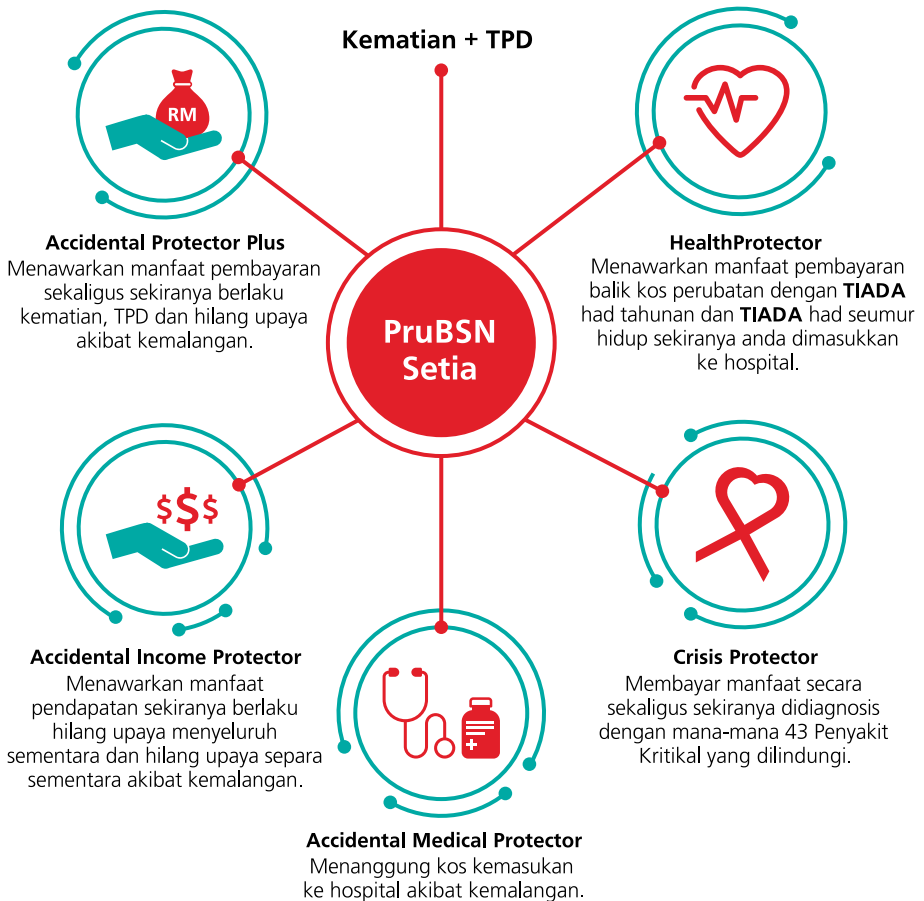 Kematian + TPD
RM
Accidental Protector Plus
Menawarkan manfaat pembayaran
sekaligus sekiranya berlaku
kematian, TPD dan hilang upaya
akibat kemalangan.
HealthProtector
Menawarkan manfaat pembayaran
balik kos perubatan dengan TIADA
had tahunan dan TIADA had seumur
hidup sekiranya anda dimasukkan
ke hospital.
PruBSN
Setia
$$$
Accidental Income Protector
Menawarkan manfaat
pendapatan sekiranya berlaku
hilang upaya menyeluruh
sementara dan hilang upaya separa
sementara akibat kemalangan.
Crisis Protector
Membayar manfaat secara
sekaligus sekiranya didiagnosis
dengan mana-mana 43 Penyakit
Kritikal yang dilindungi.
Accidental Medical Protector
Menanggung kos kemasukan
ke hospital akibat kemalangan.